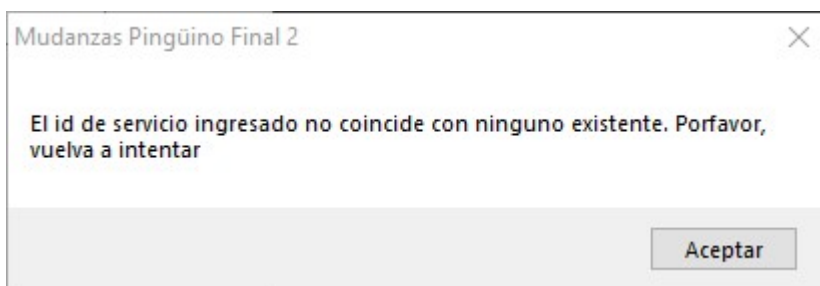 Mudanzas Pingüino Final 2
El id de servicio ingresado no coincide con ninguno existente. Porfavor,
vuelva a intentar
Aceptar